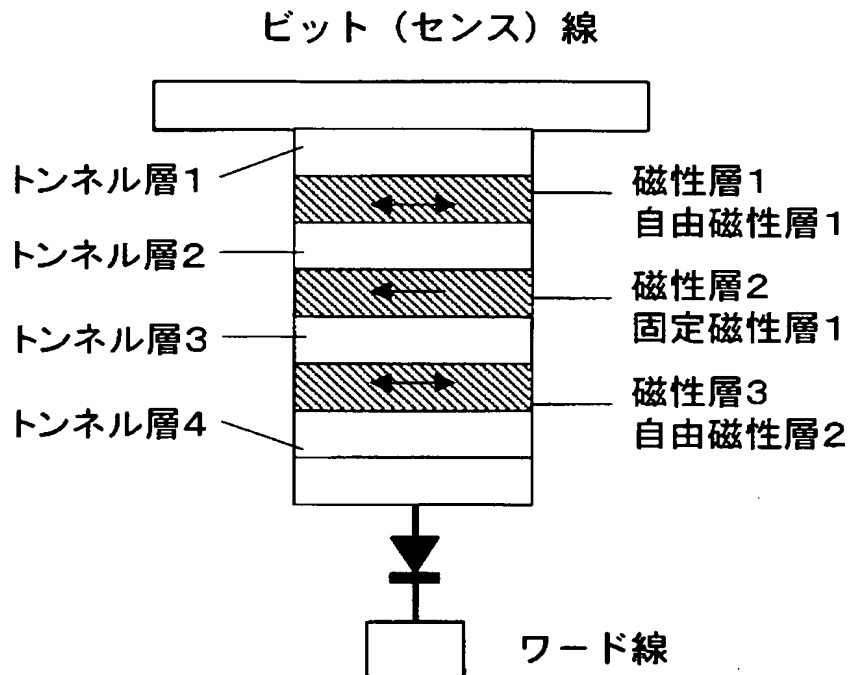 ビット（センス）線
トンネル層1
磁性層1
自由磁性層1
トンネル層2
磁性層2
固定磁性層1
トンネル層3
磁性層3
自由磁性層2
トンネル層4
ワード線